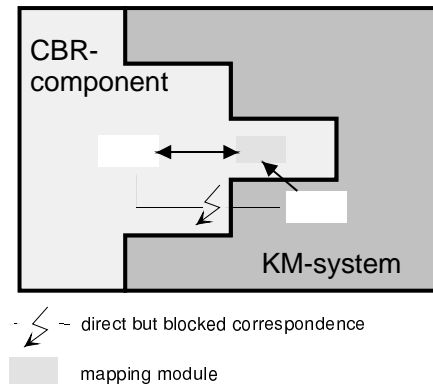 CBR-
component
KM-system
direct but blocked correspondence
mapping module